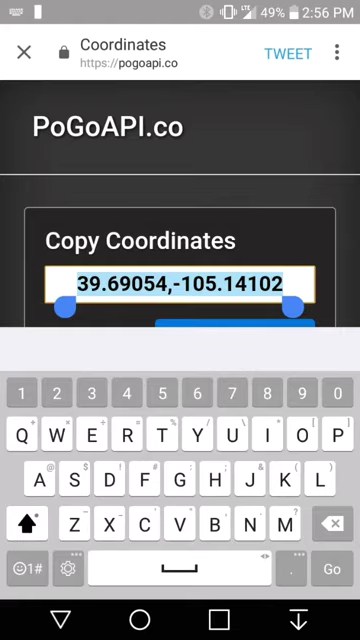 LTE 49% 2:56 PM
Coordinates
https://pogoapi.co
TWEET
PoGoAPI.co
Copy Coordinates
39.69054,-105.14102
1 2 3 4 5 6 7 8 9 0
Q W E R T Y U I O P
A S D F G H J K L
Z X C V B N M
1# . Go